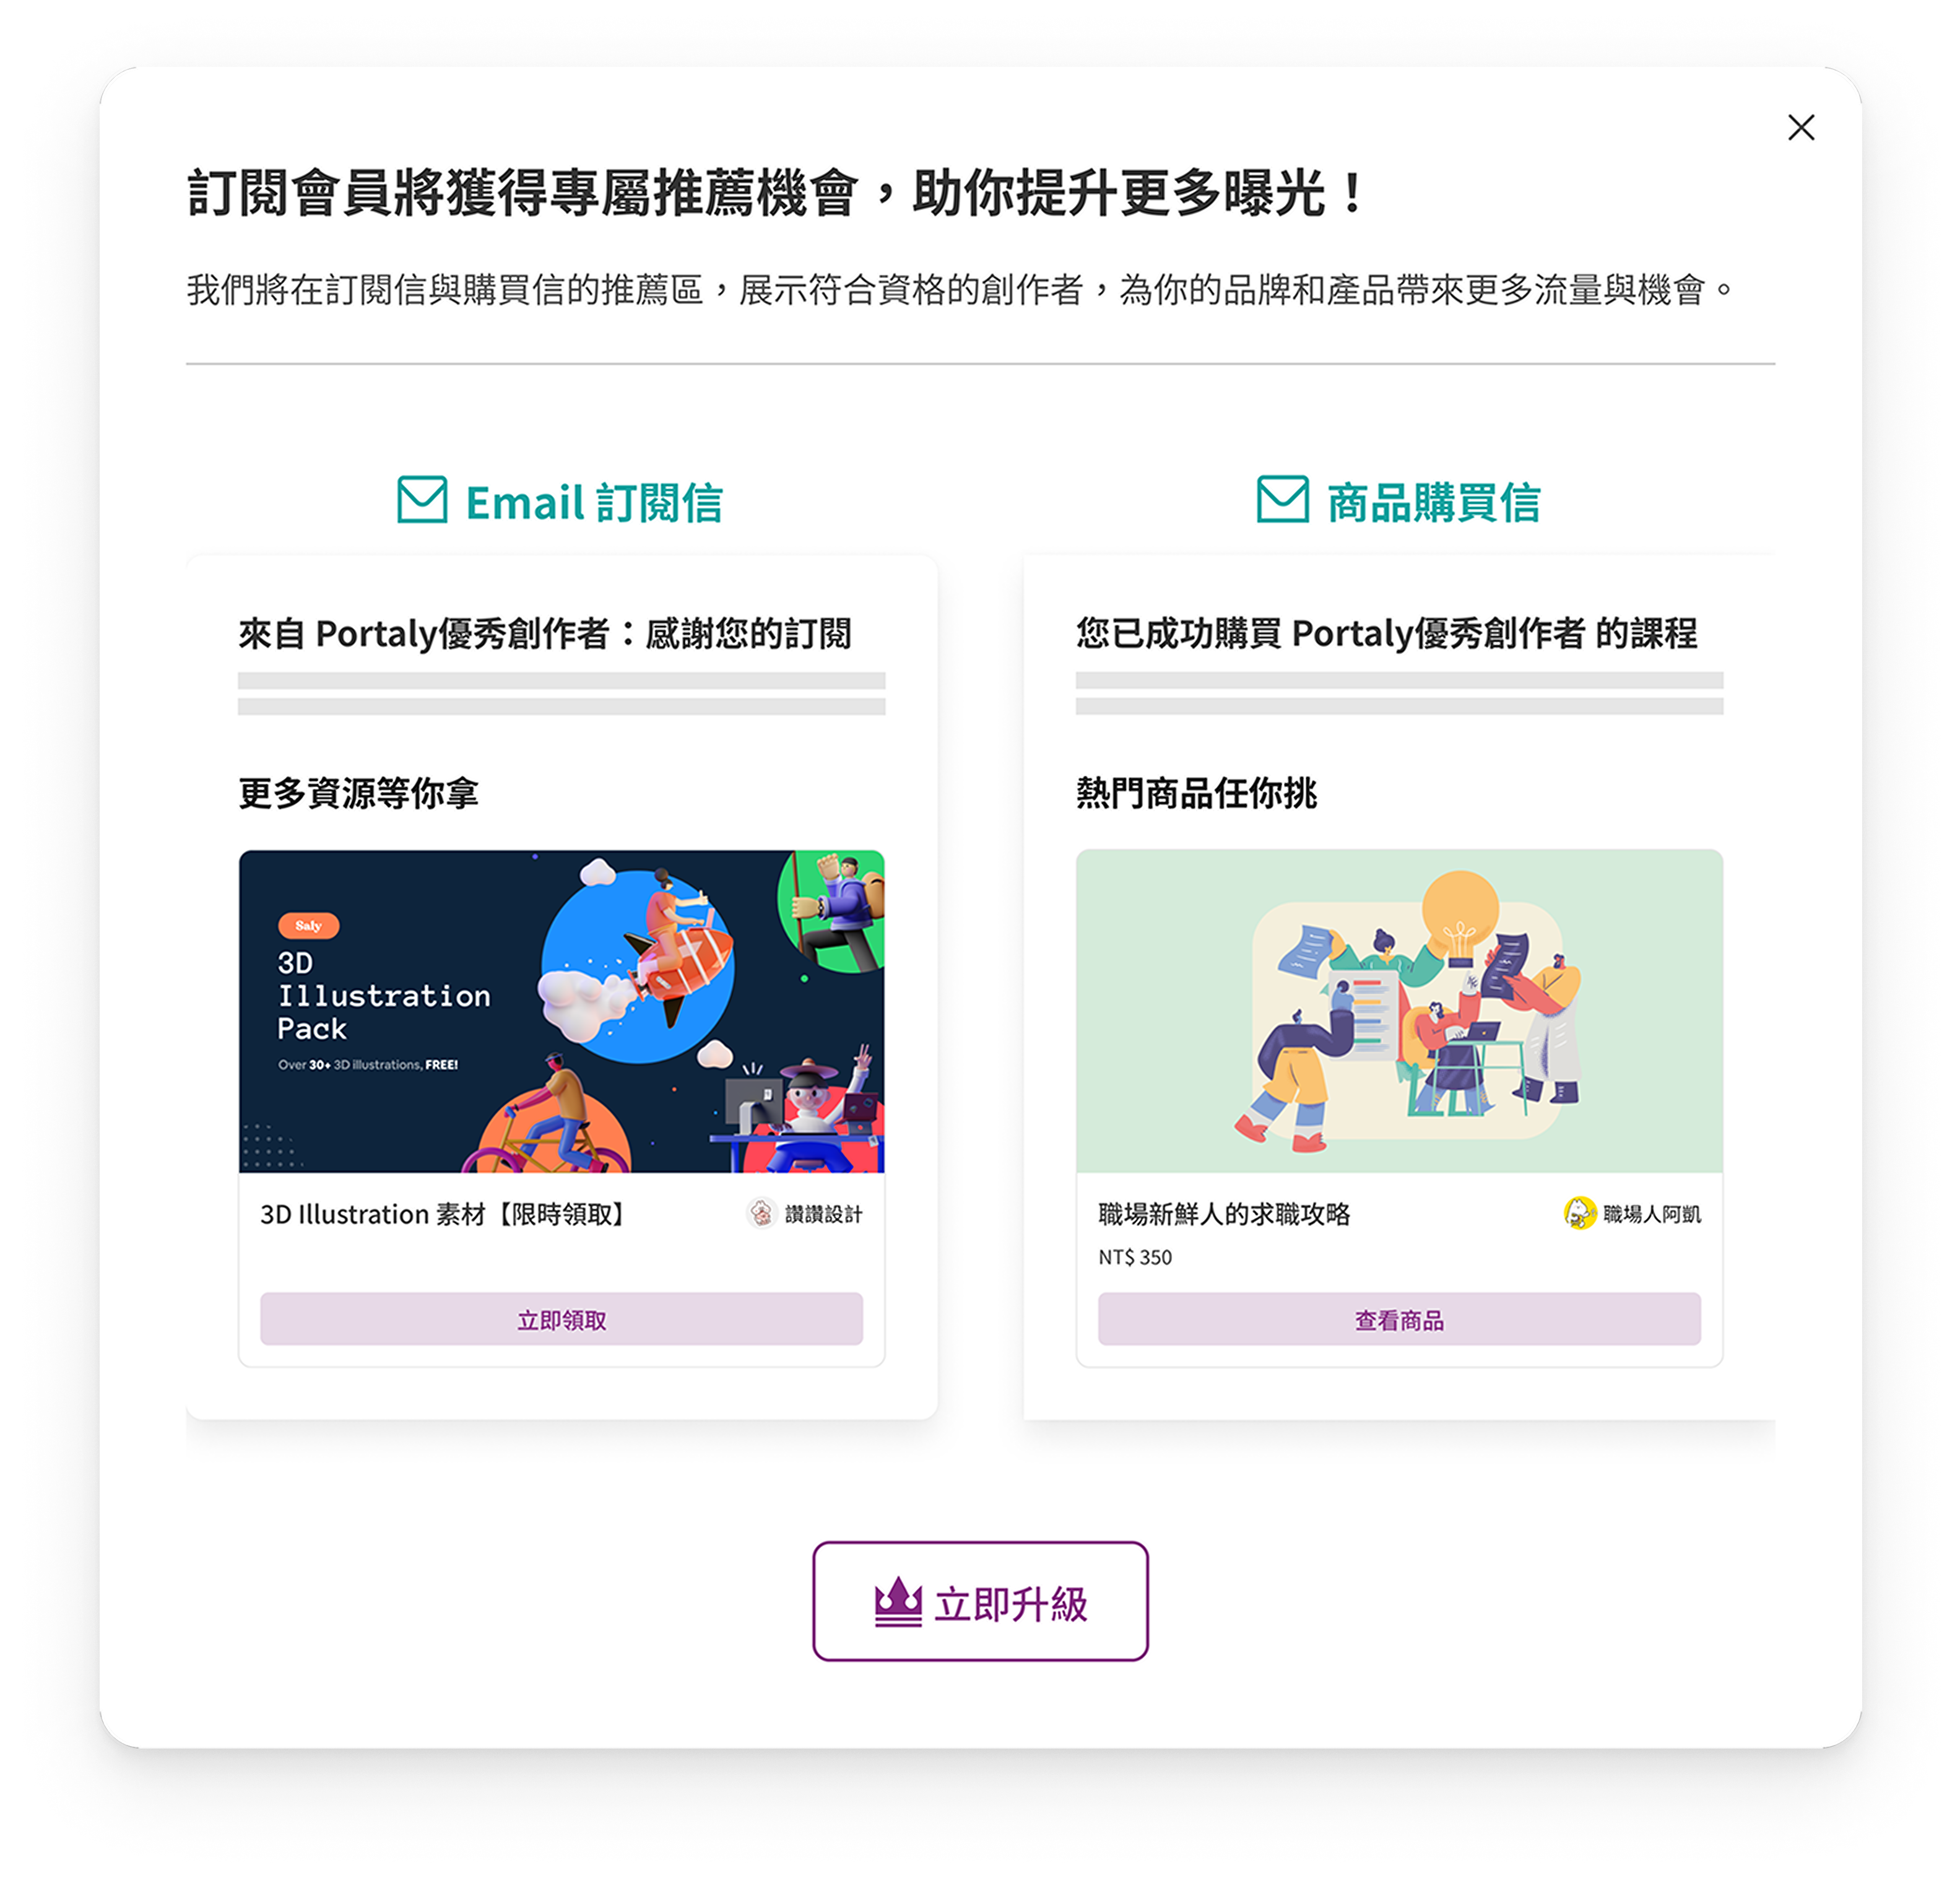 訂閱會員將獲得專屬推薦機會，助你提升更多曝光！
我們將在訂閱信與購買信的推薦區，展示符合資格的創作者，為你的品牌和產品帶來更多流量與機會。
Email 訂閱信
來自 Portaly優秀創作者：感謝您的訂閱
更多資源等你拿
Saly
3D
Illustration
Pack
Over 30+ 3D illustrations, FREE!
3D Illustration 素材【限時領取】
讚讚設計
立即領取
商品購買信
您已成功購買 Portaly優秀創作者 的課程
熱門商品任你挑
職場新鮮人的求職攻略
職場人阿凱
NT$ 350
查看商品
立即升級